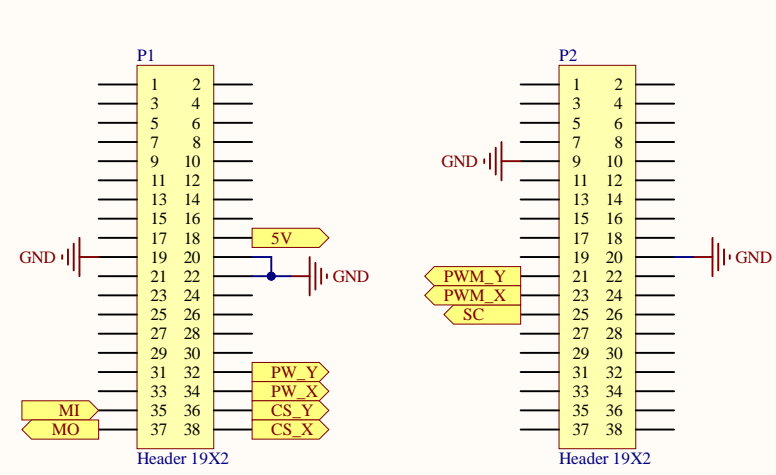 P1 P2
1 2 1 2
3 4 3 4
5 6 5 6
7 8 7 8
9 10 GND 9 10
11 12 11 12
13 14 13 14
15 16 15 16
17 18 5V 17 18
GND 19 20 19 20 GND
21 22 GND PWM_Y 21 22
23 24 PWM_X 23 24
25 26 SC 25 26
27 28 27 28
29 30 29 30
31 32 PW_Y 31 32
33 34 PW_X 33 34
MI 35 36 CS_Y 35 36
MO 37 38 CS_X 37 38
Header 19X2 Header 19X2